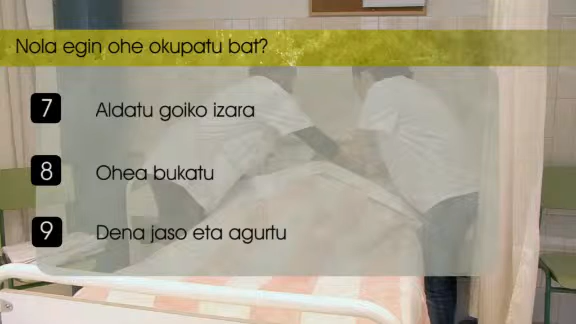 Nola egin ohe okupatu bat?
7 Aldatu goiko izara
8 Ohea bukatu
9 Dena jaso eta agurtu